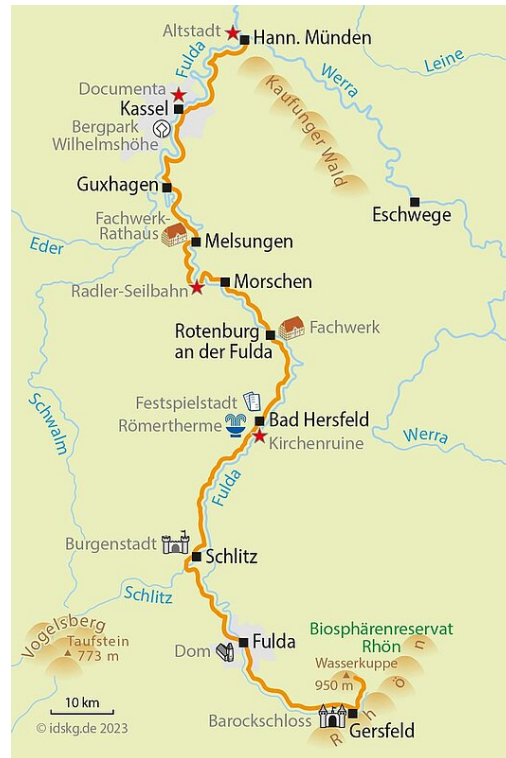 Altstadt
Hann. Münden
Fulda
Leine
Werra
Documenta
Kassel
Kaufunger Wald
Bergpark
Wilhelmshöhe
Guxhagen
Eschwege
Fachwerk-
Rathaus
Melsungen
Eder
Radler-Seilbahn
Morschen
Rotenburg
an der Fulda
Fachwerk
Schwalm
Festspielstadt
Bad Hersfeld
Römertherme
Kirchenruine
Werra
Fulda
Burgenstadt
Schlitz
Schlitz
Vogelsberg
Taufstein
773 m
Fulda
Dom
Biosphärenreservat
Rhön
Wasserkuppe
950 m
Rhön
10 km
Barockschloss
Gersfeld
© idskg.de 2023